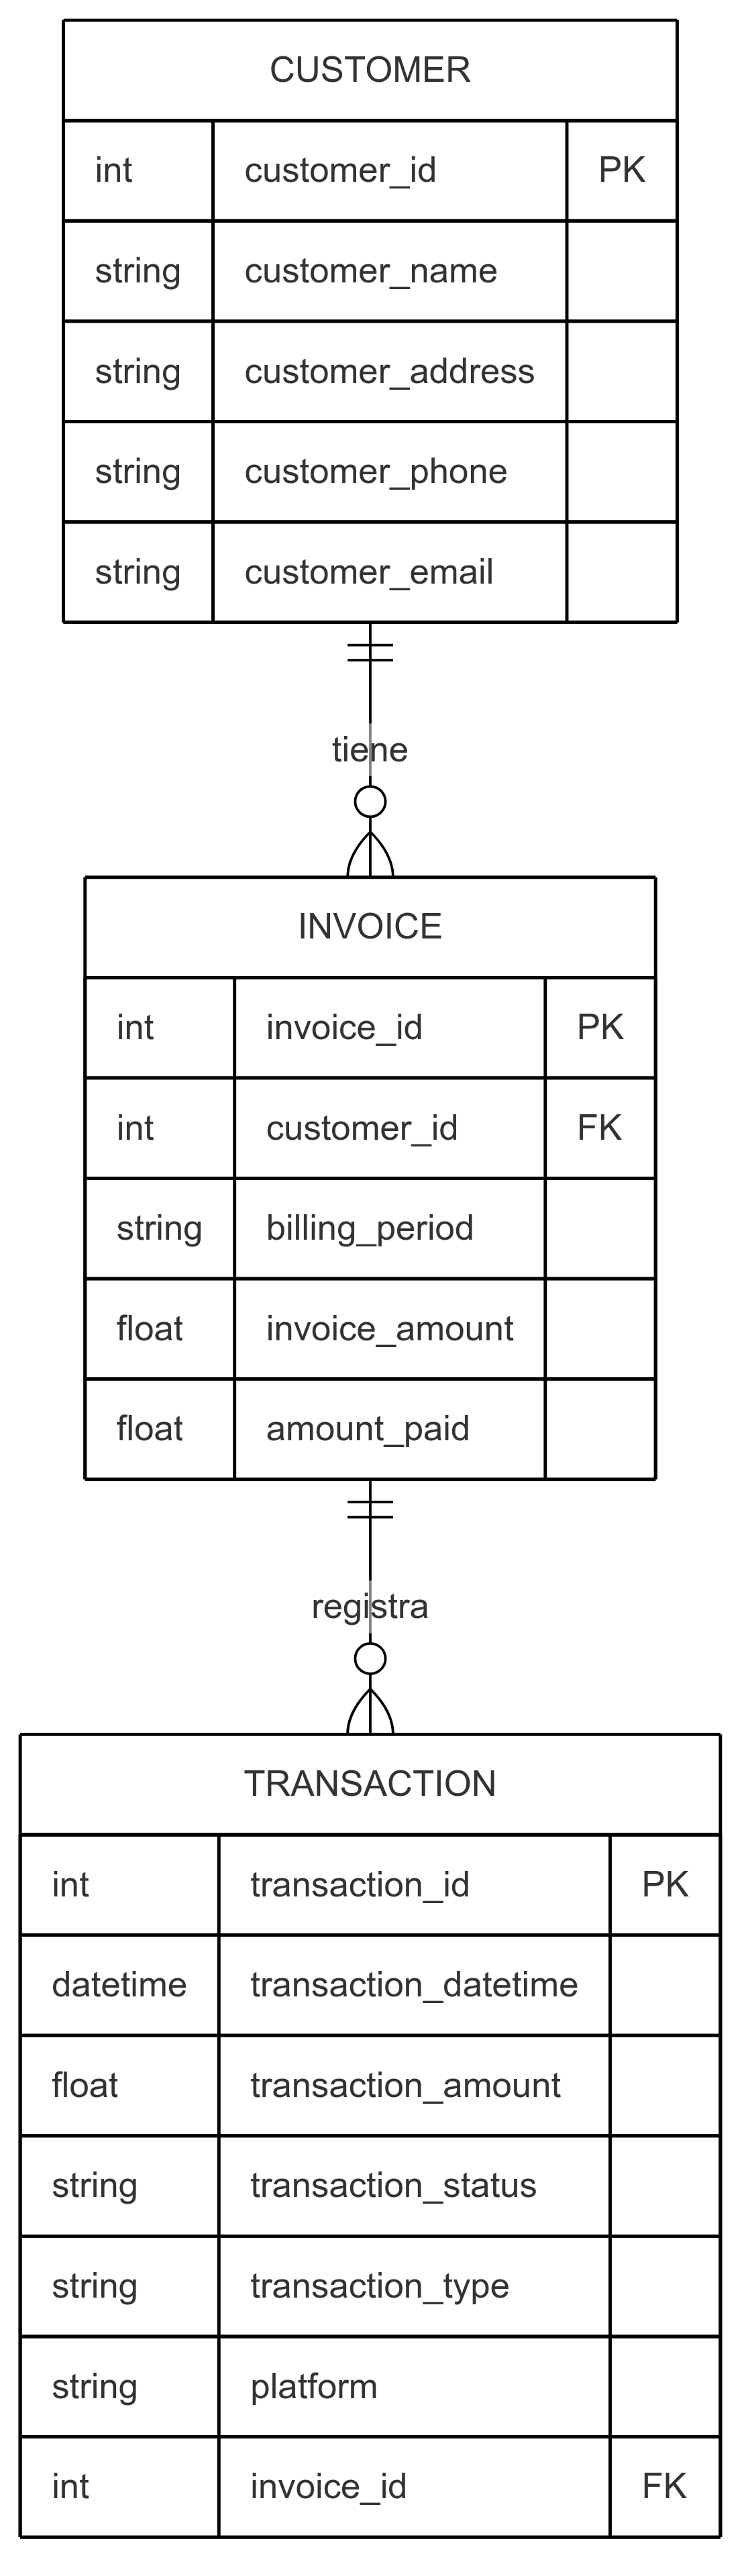 CUSTOMER
int customer_id PK
string customer_name
string customer_address
string customer_phone
string customer_email
tiene
INVOICE
int invoice_id PK
int customer_id FK
string billing_period
float invoice_amount
float amount_paid
registra
TRANSACTION
int transaction_id PK
datetime transaction_datetime
float transaction_amount
string transaction_status
string transaction_type
string platform
int invoice_id FK